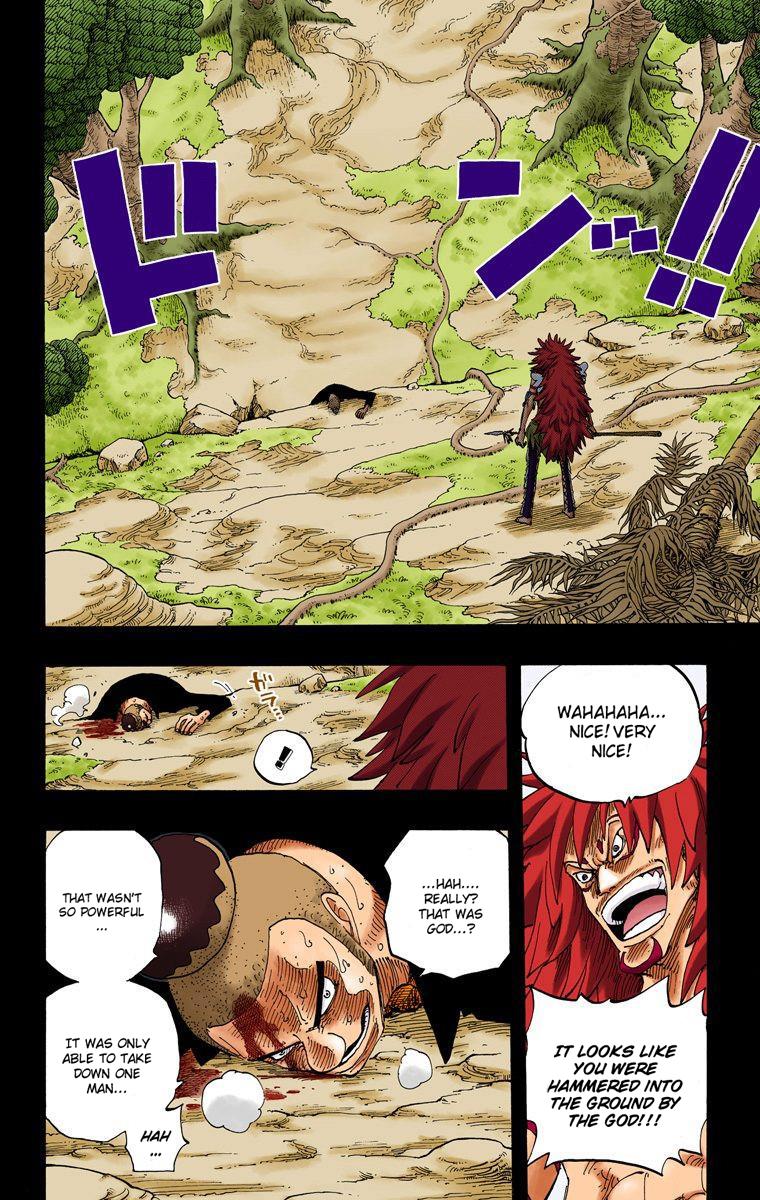 ドンッ!!
ガラ…
!
WAHAHAHA...
NICE! VERY
NICE!
IT LOOKS LIKE
YOU WERE
HAMMERED INTO
THE GROUND BY
THE GOD!!!
...HAH....
REALLY?
THAT WAS
GOD...?
THAT WASN'T
SO POWERFUL
...
IT WAS ONLY
ABLE TO TAKE
DOWN ONE
MAN...
HAH
...